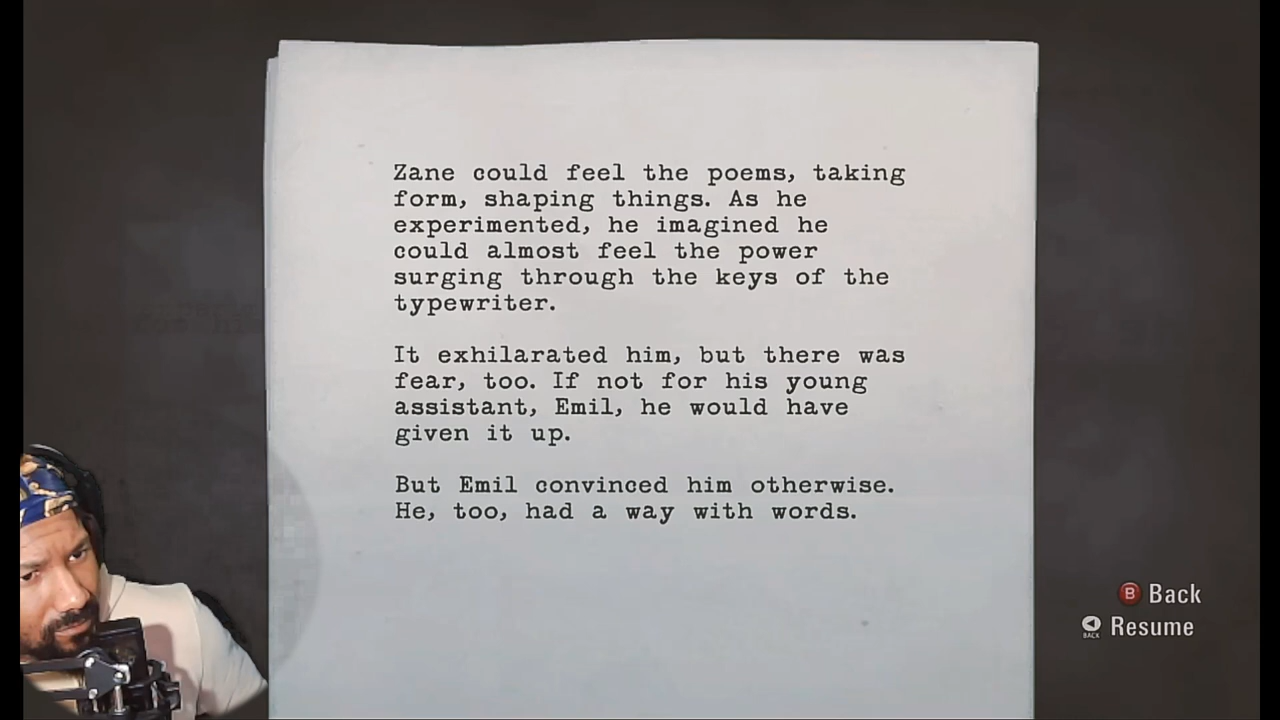 Zane could feel the poems, taking
form, shaping things. As he
experimented, he imagined he
could almost feel the power
surging through the keys of the
typewriter.
It exhilarated him, but there was
fear, too. If not for his young
assistant, Emil, he would have
given it up.
But Emil convinced him otherwise.
He, too, had a way with words.
B Back
BACK Resume